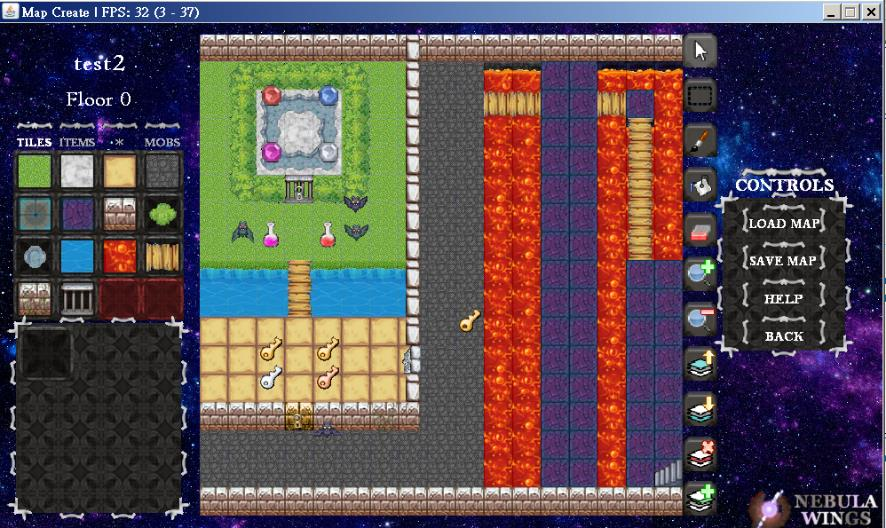 Map Create | FPS: 32 (3 - 37)
test2
Floor 0
TILES ITEMS ·* MOBS
CONTROLS
LOAD MAP
SAVE MAP
HELP
BACK
NEBULA
WINGS